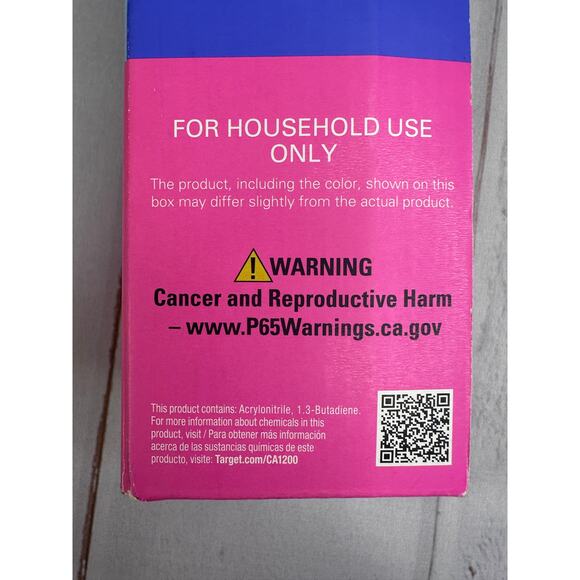 FOR HOUSEHOLD USE
ONLY
The product, including the color, shown on this
box may differ slightly from the actual product.
WARNING
Cancer and Reproductive Harm
– www.P65Warnings.ca.gov
This product contains: Acrylonitrile, 1.3-Butadiene.
For more information about chemicals in this
product, visit / Para obtener más información
acerca de las sustancias químicas de este
producto, visite: Target.com/CA1200